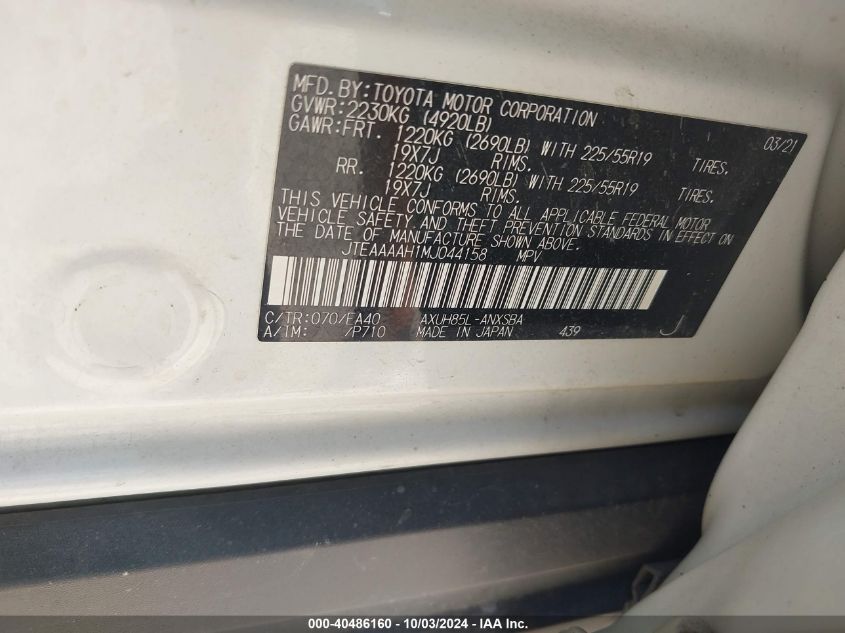 MFD. BY: TOYOTA MOTOR CORPORATION 03/21
GVWR: 2230KG (4920LB)
GAWR: FRT. 1220KG (2690LB) WITH 225/55R19 TIRES.
19X7J RIMS.
RR. 1220KG (2690LB) WITH 225/55R19 TIRES.
19X7J RIMS.
THIS VEHICLE CONFORMS TO ALL APPLICABLE FEDERAL MOTOR
VEHICLE SAFETY AND THEFT PREVENTION STANDARDS IN EFFECT ON
THE DATE OF MANUFACTURE SHOWN ABOVE.
JTEAAAAH1MJ044158 MPV
C/TR: 070/EA40 AXUH85L-ANXSBA
A/TM: /P710 MADE IN JAPAN 439 J
000-40486160 - 10/03/2024 - IAA Inc.